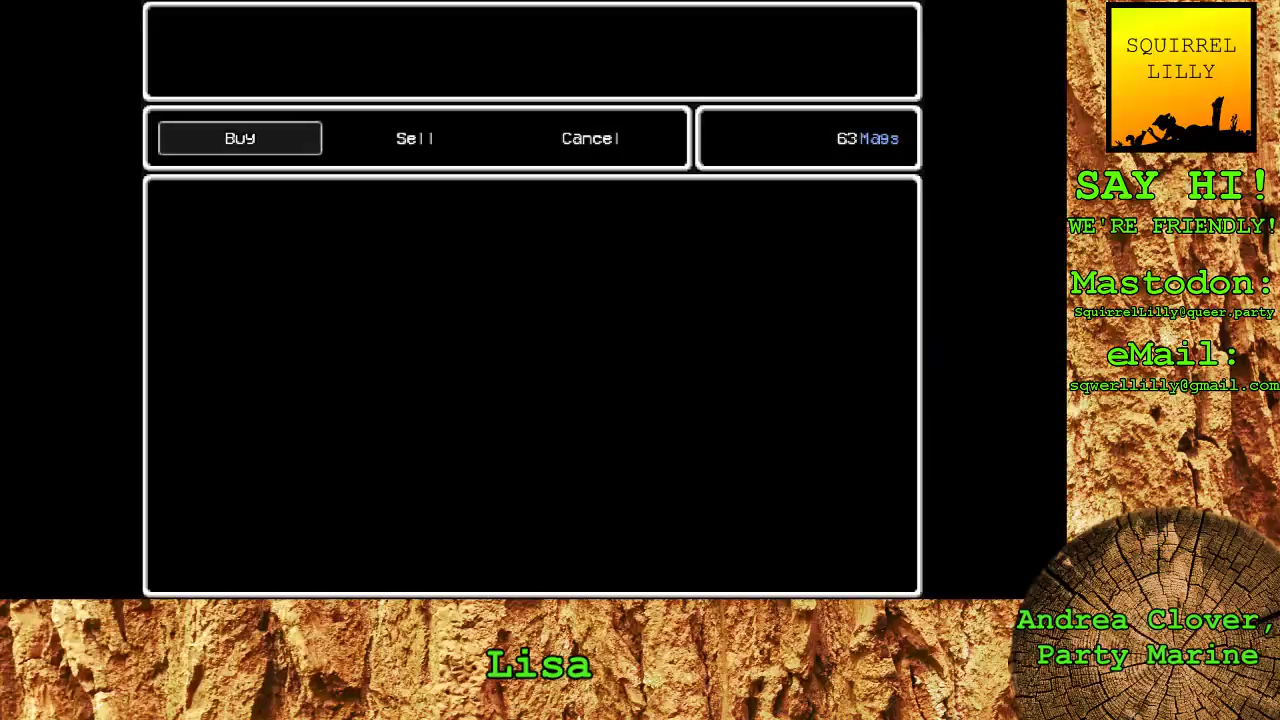 Buy Sell Cancel 63Mags
SQUIRREL
LILLY
SAY HI!
WE'RE FRIENDLY!
Mastodon:
SquirrelLilly@queer.party
eMail:
sqwerllilly@gmail.com
Andrea Clover,
Party Marine
Lisa